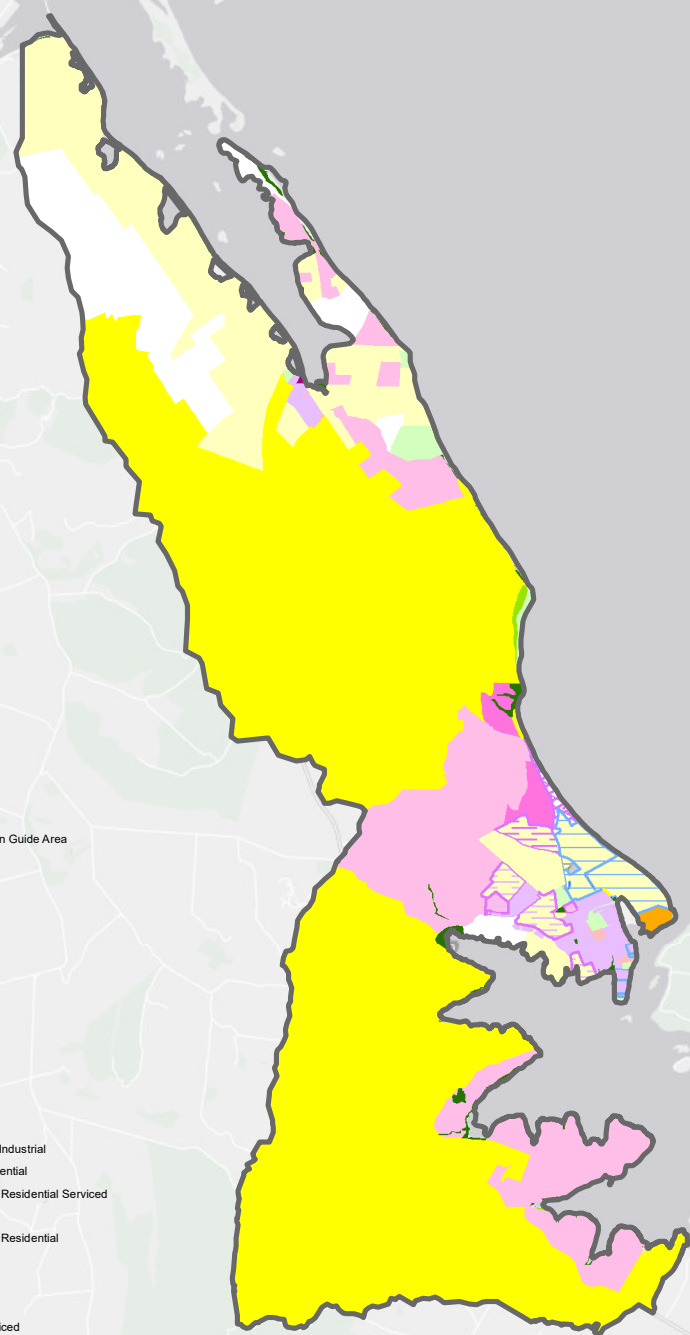 n Guide Area
Industrial
ential
Residential Serviced
Residential
iced